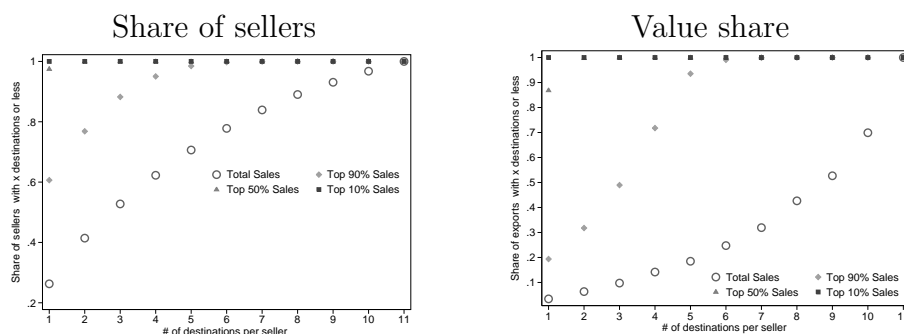 Share of sellers
Share of sellers with x destinations or less
1
.8
.6
.4
.2
Total Sales
Top 90% Sales
Top 50% Sales
Top 10% Sales
1 2 3 4 5 6 7 8 9 10 11
# of destinations per seller
Value share
Share of exports with x destinations or less
1
.9
.8
.7
.6
.5
.4
.3
.2
.1
Total Sales
Top 90% Sales
Top 50% Sales
Top 10% Sales
1 2 3 4 5 6 7 8 9 10 1
# of destinations per seller